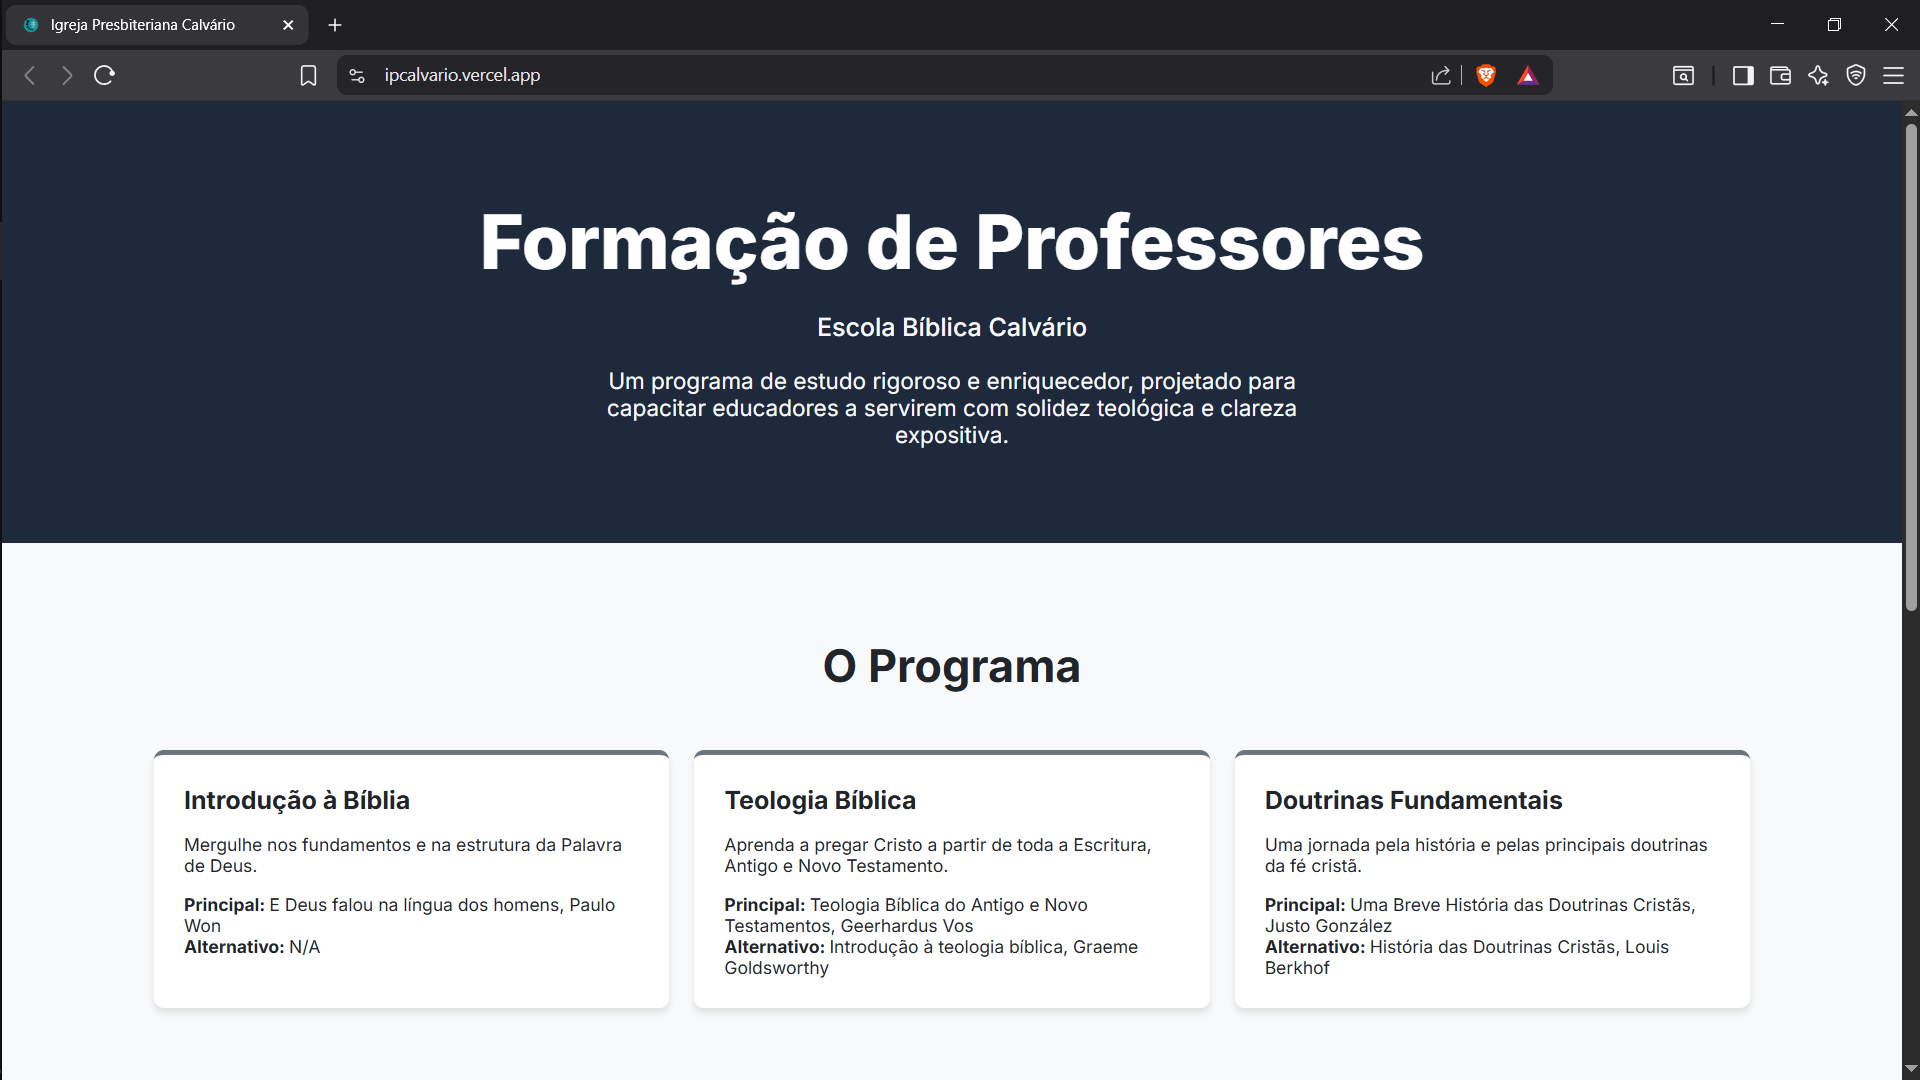 Igreja Presbiteriana Calvário
ipcalvario.vercel.app
Formação de Professores
Escola Bíblica Calvário
Um programa de estudo rigoroso e enriquecedor, projetado para
capacitar educadores a servirem com solidez teológica e clareza
expositiva.
O Programa
Introdução à Bíblia
Mergulhe nos fundamentos e na estrutura da Palavra
de Deus.
Principal: E Deus falou na língua dos homens, Paulo
Won
Alternativo: N/A
Teologia Bíblica
Aprenda a pregar Cristo a partir de toda a Escritura,
Antigo e Novo Testamento.
Principal: Teologia Bíblica do Antigo e Novo
Testamentos, Geerhardus Vos
Alternativo: Introdução à teologia bíblica, Graeme
Goldsworthy
Doutrinas Fundamentais
Uma jornada pela história e pelas principais doutrinas
da fé cristã.
Principal: Uma Breve História das Doutrinas Cristãs,
Justo González
Alternativo: História das Doutrinas Cristãs, Louis
Berkhof